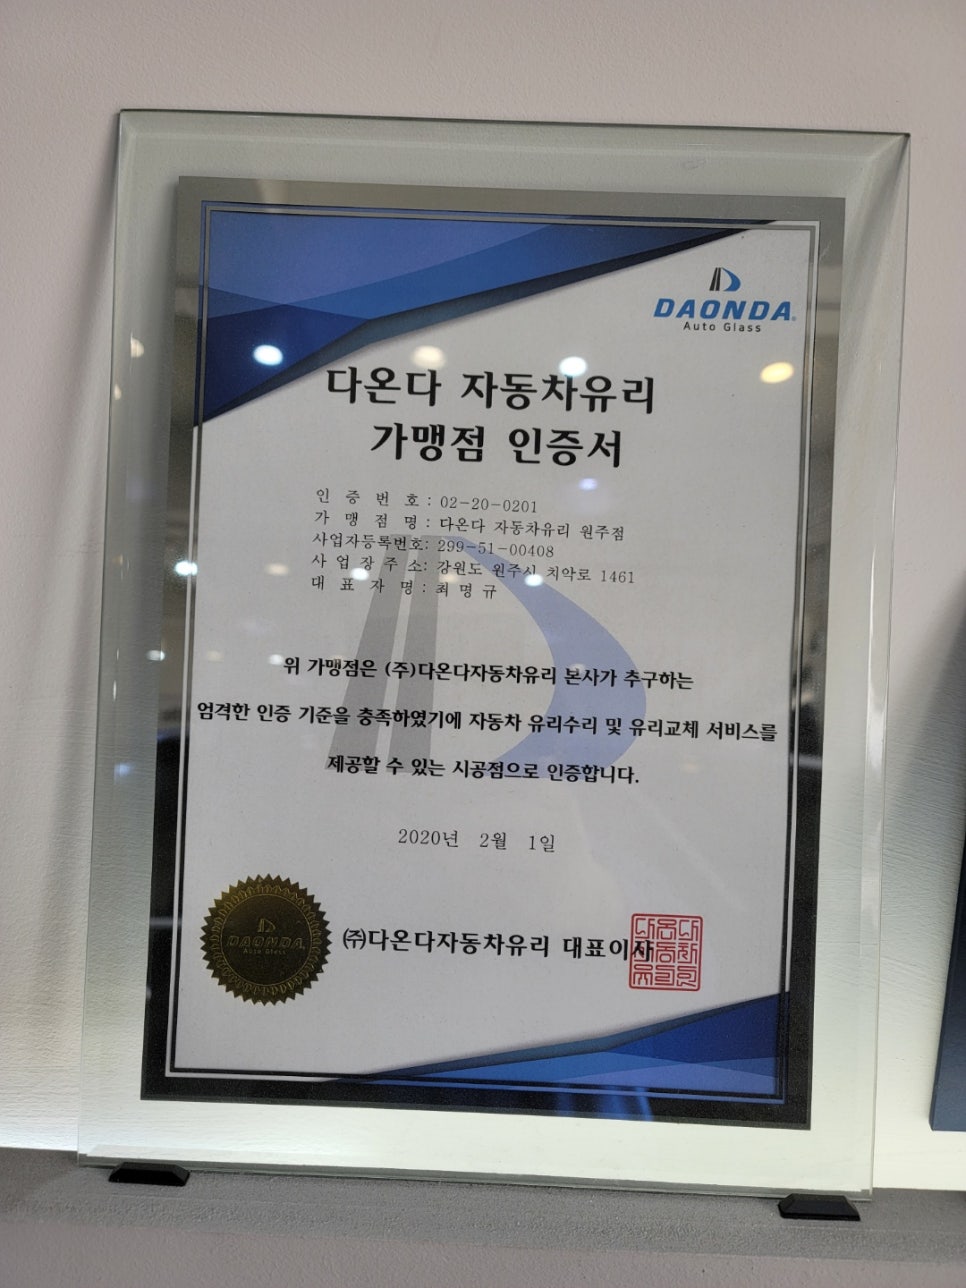 DAONDA
Auto Glass
다온다 자동차유리
가맹점 인증서
인 증 번 호 : 02-20-0201
가 맹 점 명 : 다온다 자동차유리 원주점
사업자등록번호: 299-51-00408
사 업 장 주 소: 강원도 원주시 치악로 1461
대 표 자 명 : 최 명 규
위 가맹점은 (주)다온다자동차유리 본사가 추구하는
엄격한 인증 기준을 충족하였기에 자동차 유리수리 및 유리교체 서비스를
제공할 수 있는 시공점으로 인증합니다.
2020년 2월 1일
DAONDA
Auto Glass
㈜다온다자동차유리 대표이사